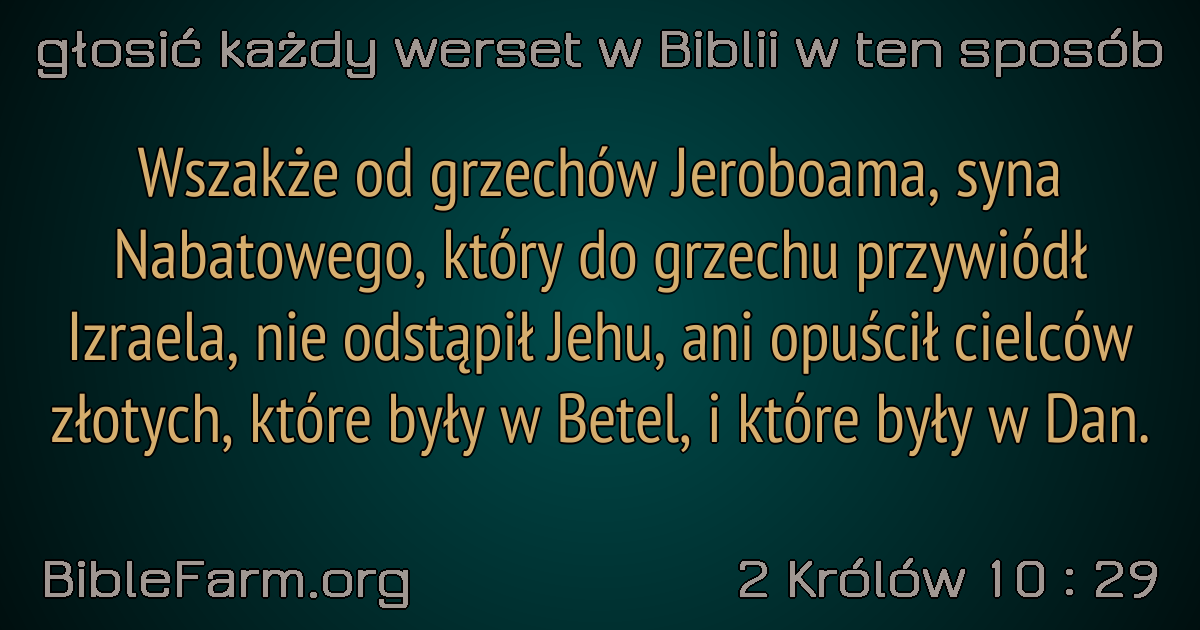 głosić każdy werset w Biblii w ten sposób
Wszakże od grzechów Jeroboama, syna
Nabatowego, który do grzechu przywiódł
Izraela, nie odstąpił Jehu, ani opuścił cielców
złotych, które były w Betel, i które były w Dan.
BibleFarm.org
2 Królów 10 : 29